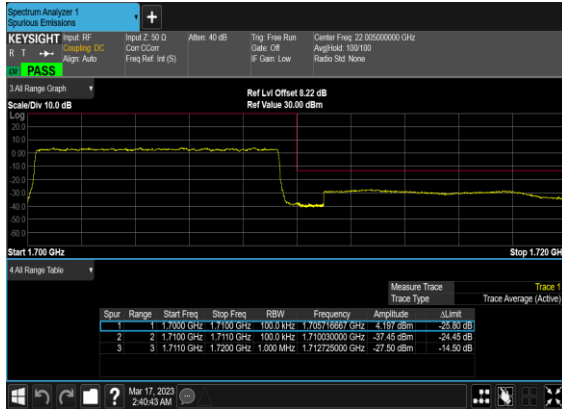 Spectrum Analyzer 1
Spurious Emissions
KEYSIGHT Input: RF Input Z: 50 Ω Atten: 40 dB Trig: Free Run Center Freq: 22.005000000 GHz
R T Coupling: DC Corr CCorr Gate: Off Avg|Hold: 100/100
Align: Auto Freq Ref: Int (S) IF Gain: Low Radio Std: None
PASS
3 All Range Graph
Ref Lvl Offset 8.22 dB
Scale/Div 10.0 dB Ref Value 30.00 dBm
Log
20.0
10.0
0.00
-10.0
-20.0
-30.0
-40.0
-50.0
-60.0
Start 1.700 GHz Stop 1.720 GH
4 All Range Table
Measure Trace Trace 1
Trace Type Trace Average (Active)
Spur Range Start Freq Stop Freq RBW Frequency Amplitude ΔLimit
1 1 1.7000 GHz 1.7100 GHz 100.0 kHz 1.705716667 GHz 4.197 dBm -25.80 dB
2 2 1.7100 GHz 1.7110 GHz 100.0 kHz 1.710030000 GHz -37.45 dBm -24.45 dB
3 3 1.7110 GHz 1.7200 GHz 1.000 MHz 1.712725000 GHz -27.50 dBm -14.50 dB
Mar 17, 2023
2:40:43 AM